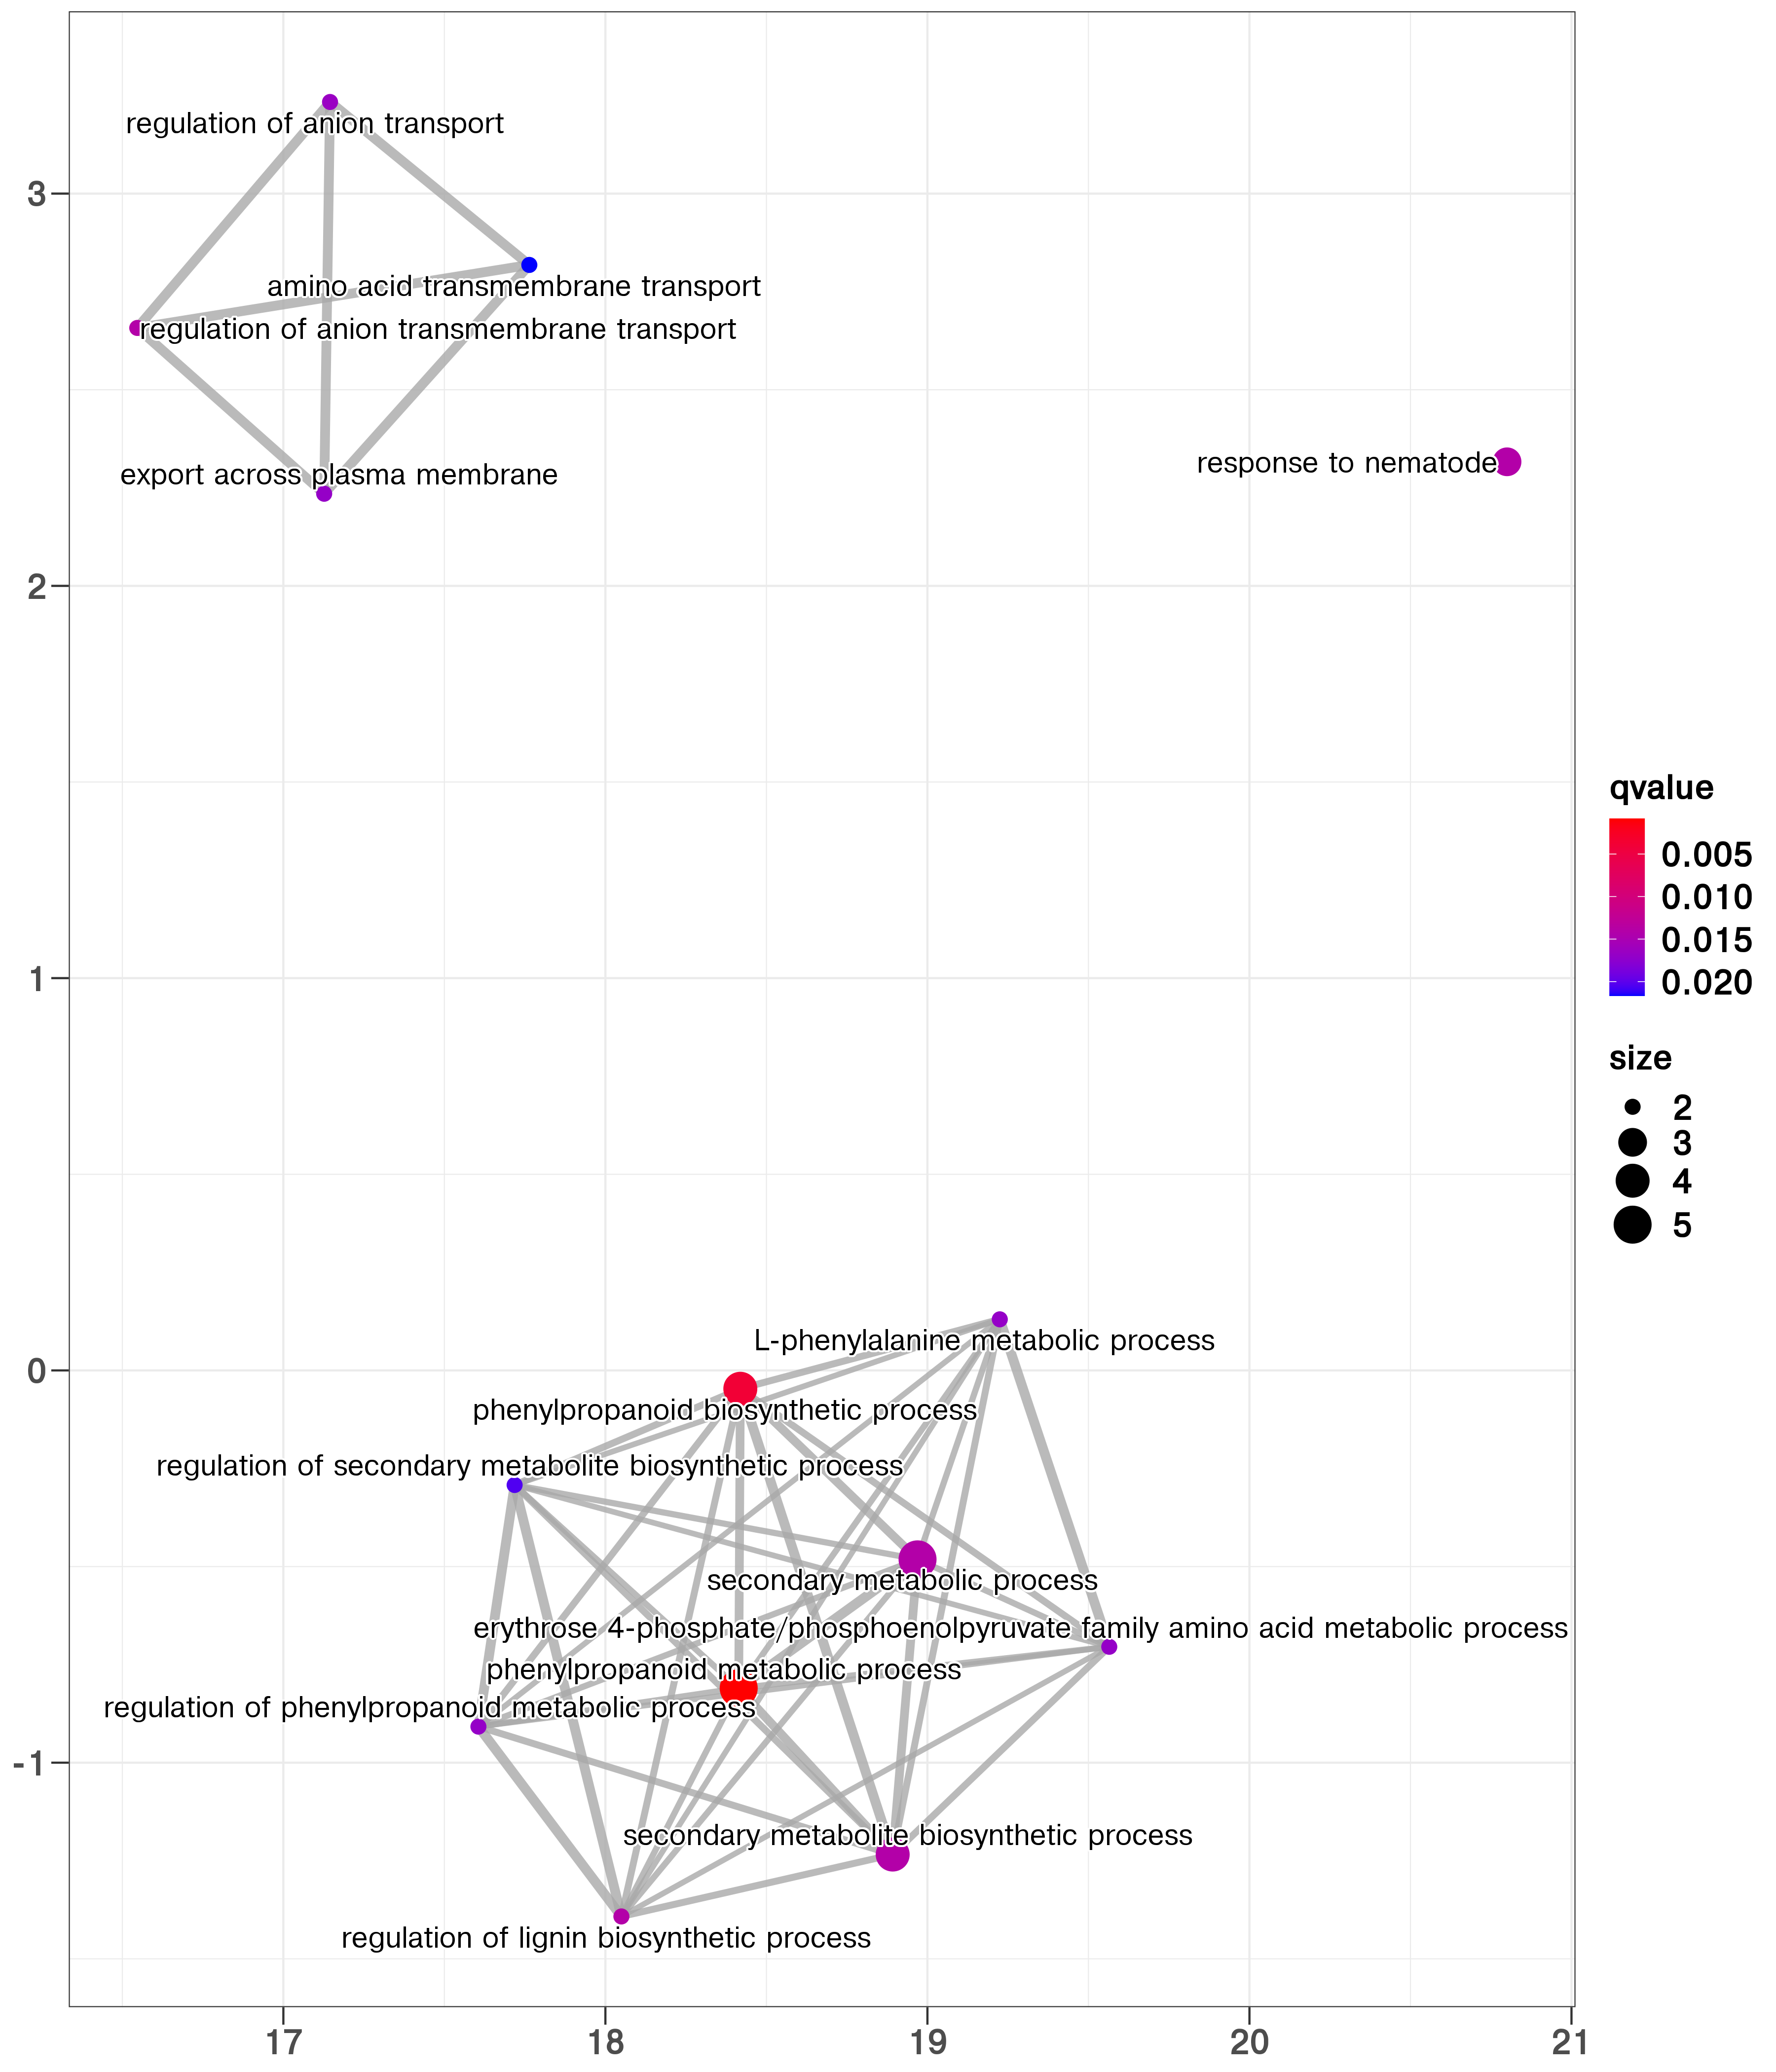 regulation of anion transport
3
amino acid transmembrane transport
regulation of anion transmembrane transport
response to nematode
export across plasma membrane
2
qvalue
0.005
0.010
0.015
0.020
1
size
2
3
4
5
L-phenylalanine metabolic process
0
phenylpropanoid biosynthetic process
regulation of secondary metabolite biosynthetic process
secondary metabolic process
erythrose 4-phosphate/phosphoenolpyruvate family amino acid metabolic process
phenylpropanoid metabolic process
regulation of phenylpropanoid metabolic process
-1
secondary metabolite biosynthetic process
regulation of lignin biosynthetic process
17 18 19 20 21